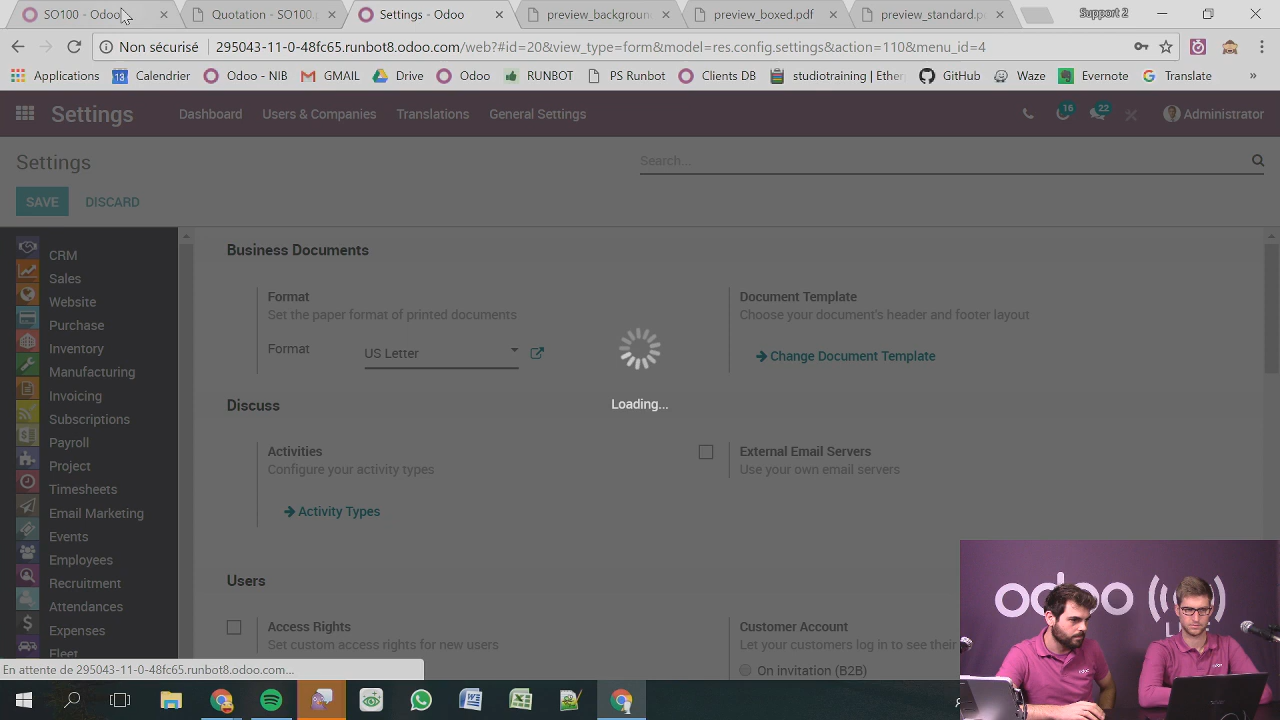 SO100 - Odoo
Quotation - SO100.p
Settings - Odoo
preview_backgroun
preview_boxed.pdf
preview_standard.pd
Support 2
Non sécurisé
295043-11-0-48fc65.runbot8.odoo.com/web?#id=20&view_type=form&model=res.config.settings&action=110&menu_id=4
Applications
Calendrier
Odoo - NIB
GMAIL
Drive
Odoo
RUNBOT
PS Runbot
Credits DB
studiotraining | Ether
GitHub
Waze
Evernote
Translate
»
Settings
Dashboard
Users & Companies
Translations
General Settings
16
22
Administrator
Settings
Search...
SAVE
DISCARD
CRM
Sales
Website
Purchase
Inventory
Manufacturing
Invoicing
Subscriptions
Payroll
Project
Timesheets
Email Marketing
Events
Employees
Recruitment
Attendances
Expenses
Fleet
Business Documents
Format
Set the paper format of printed documents
Format
US Letter
Document Template
Choose your document's header and footer layout
Change Document Template
Loading...
Discuss
Activities
Configure your activity types
Activity Types
External Email Servers
Use your own email servers
Users
Access Rights
Set custom access rights for new users
Customer Account
Let your customers log in to see their
On invitation (B2B)
En attente de 295043-11-0-48fc65.runbot8.odoo.com...
odoo